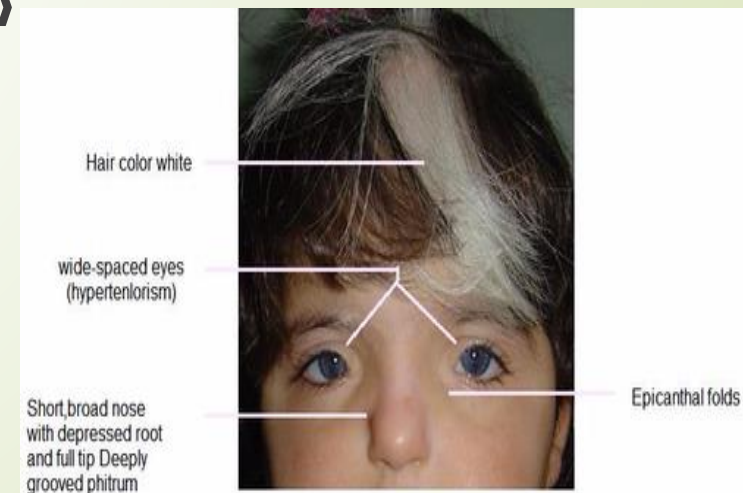 Hair color white
wide-spaced eyes
(hypertenlorism)
Short,broad nose
with depressed root
and full tip Deeply
grooved phitrum
Epicanthal folds